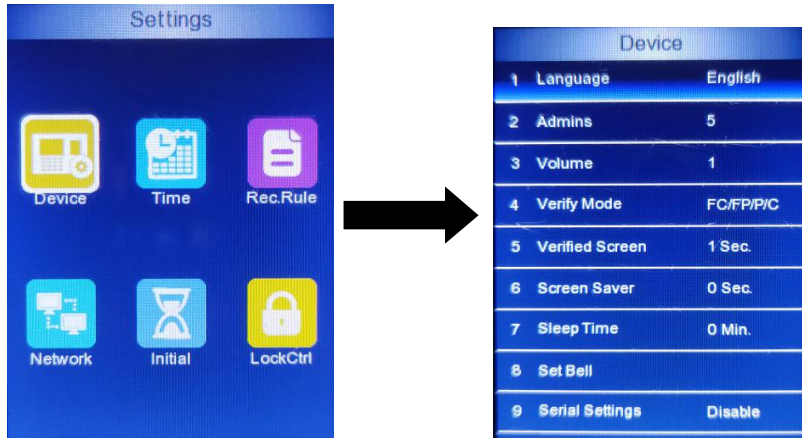 Settings
Device Time Rec.Rule
Network Initial LockCtrl
Device
1 Language English
2 Admins 5
3 Volume 1
4 Verify Mode FC/FP/P/C
5 Verified Screen 1 Sec.
6 Screen Saver 0 Sec.
7 Sleep Time 0 Min.
8 Set Bell
9 Serial Settings Disable